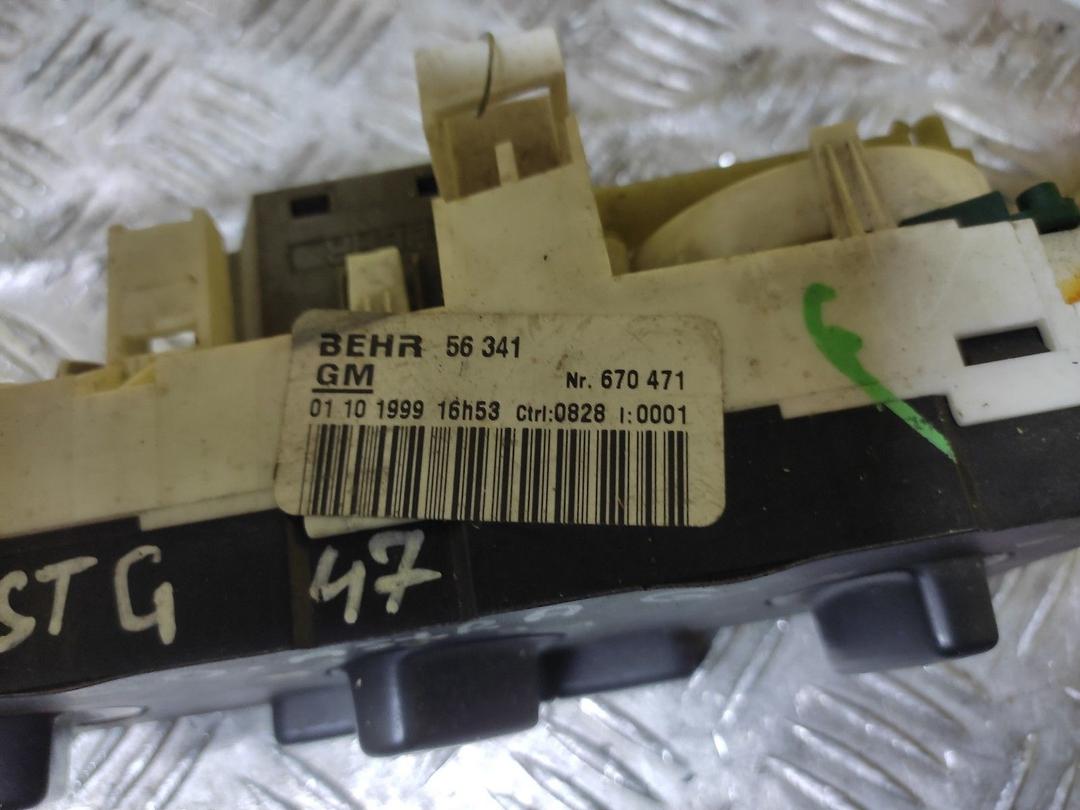 BEHR 56 341
GM Nr. 670 471
01 10 1999 16h53 Ctrl:0828 I:0001
STG 47